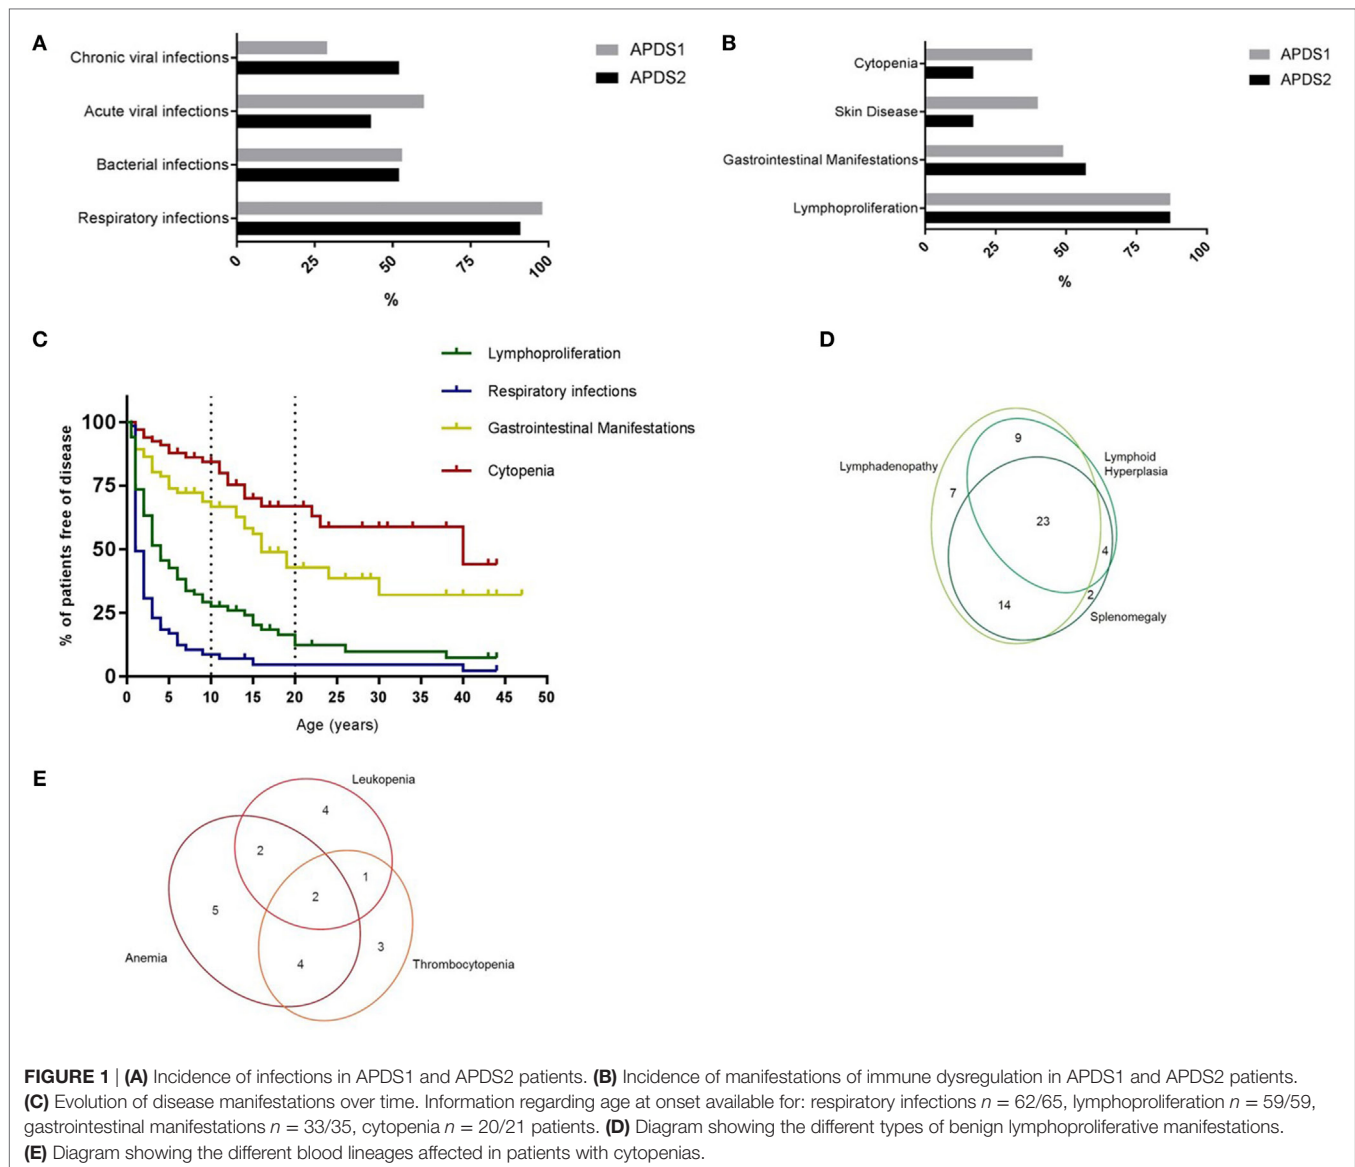 A
Chronic viral infections
Acute viral infections
Bacterial infections
Respiratory infections
0
25
50
75
100
%
APDS1
APDS2
B
Cytopenia
Skin Disease
Gastrointestinal Manifestations
Lymphoproliferation
0
25
50
75
100
%
APDS1
APDS2
C
Lymphoproliferation
Respiratory infections
Gastrointestinal Manifestations
Cytopenia
% of patients free of disease
100
75
50
25
0
0 5 10 15 20 25 30 35 40 45 50
Age (years)
D
Lymphadenopathy
Lymphoid
Hyperplasia
Splenomegaly
9
7
23
4
2
14
E
Leukopenia
4
2
1
2
5
3
4
Anemia
Thrombocytopenia
FIGURE 1 | (A) Incidence of infections in APDS1 and APDS2 patients. (B) Incidence of manifestations of immune dysregulation in APDS1 and APDS2 patients.
(C) Evolution of disease manifestations over time. Information regarding age at onset available for: respiratory infections n = 62/65, lymphoproliferation n = 59/59,
gastrointestinal manifestations n = 33/35, cytopenia n = 20/21 patients. (D) Diagram showing the different types of benign lymphoproliferative manifestations.
(E) Diagram showing the different blood lineages affected in patients with cytopenias.